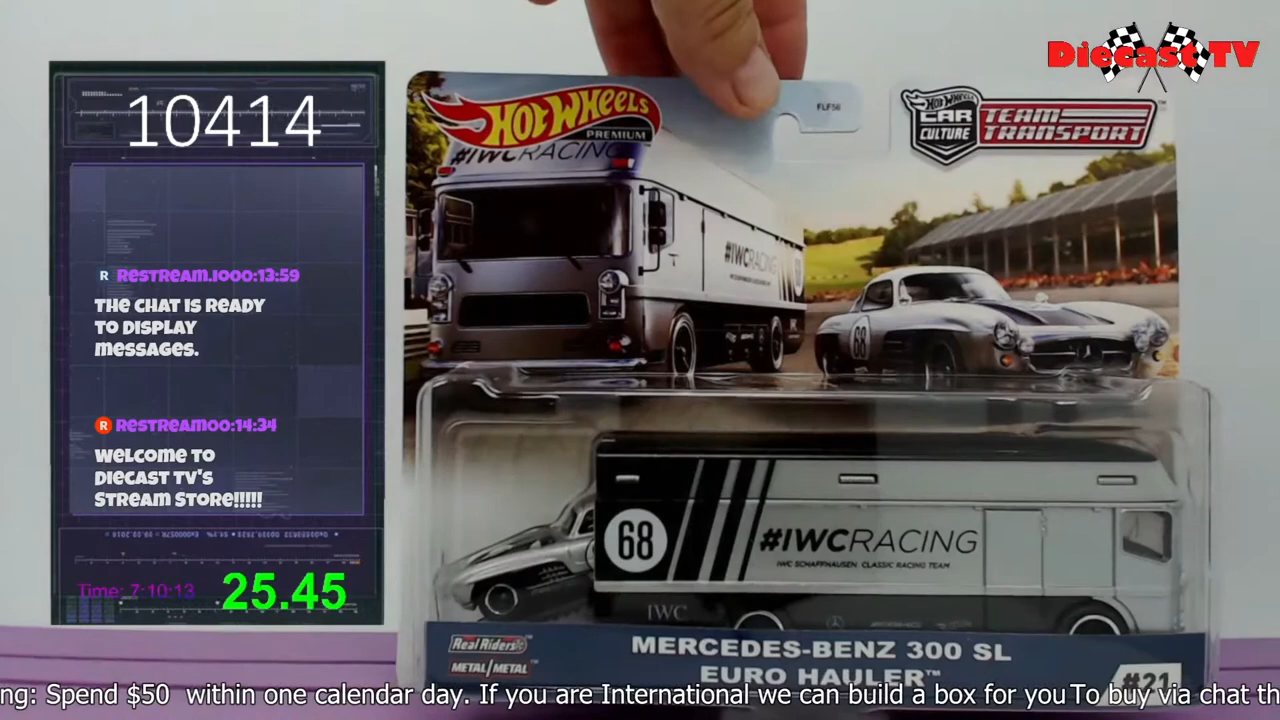 10414
R Restream.io00:13:59
The chat is ready
to display
messages.
R Restream00:14:34
Welcome to
Diecast TV's
Stream Store!!!!!
Time: 7:10:13
25.45
Diecast TV
FLF56
Hot Wheels
PREMIUM
#IWCRACING
HOT WHEELS
CAR
CULTURE
TEAM
TRANSPORT
#IWCRACING
68
68
#IWCRACING
IWC SCHAFFHAUSEN CLASSIC RACING TEAM
IWC
Real Riders
METAL/METAL
MERCEDES-BENZ 300 SL
EURO HAULER™
#21
ng: Spend $50 within one calendar day. If you are International we can build a box for you To buy via chat th